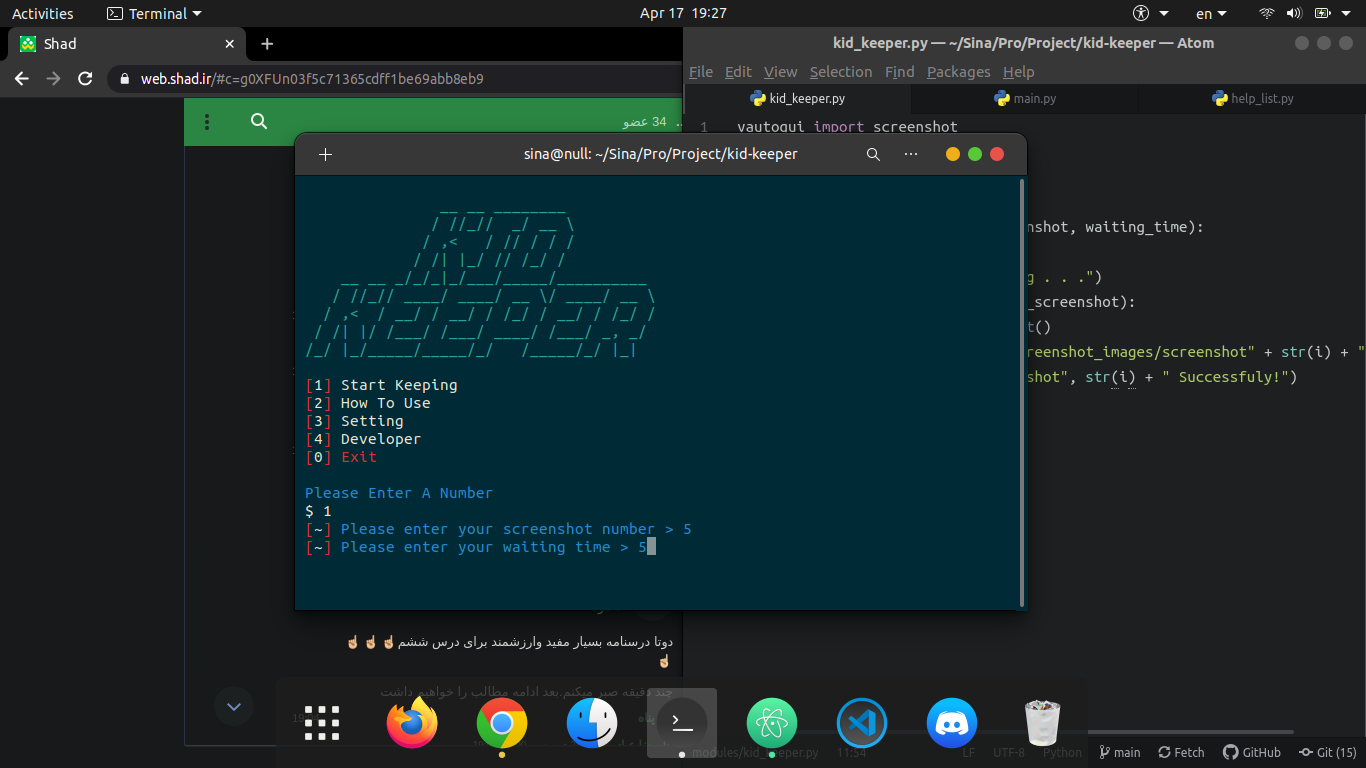 Activities
Terminal
Apr 17 19:27
en
Shad
web.shad.ir/#c=g0XFUn03f5c71365cdff1be69abb8eb9
34 عضو
kid_keeper.py — ~/Sina/Pro/Project/kid-keeper — Atom
File Edit View Selection Find Packages Help
kid_keeper.py
main.py
help_list.py
1 yautogui import screenshot
nshot, waiting_time):
g . . .")
_screenshot):
t()
reenshot_images/screenshot" + str(i) + "
shot", str(i) + " Successfuly!")
sina@null: ~/Sina/Pro/Project/kid-keeper
KID
KEEPER
[1] Start Keeping
[2] How To Use
[3] Setting
[4] Developer
[0] Exit
Please Enter A Number
$ 1
[~] Please enter your screenshot number > 5
[~] Please enter your waiting time > 5
دوتا درسنامه بسیار مفید وارزشمند برای درس ششم☝🏻☝🏻☝🏻
☝🏻
چند دقیقه صبر میکنم.بعد ادامه مطالب را خواهیم داشت
modules/kid_keeper.py 11:54
LF UTF-8 Python main Fetch GitHub Git (15)